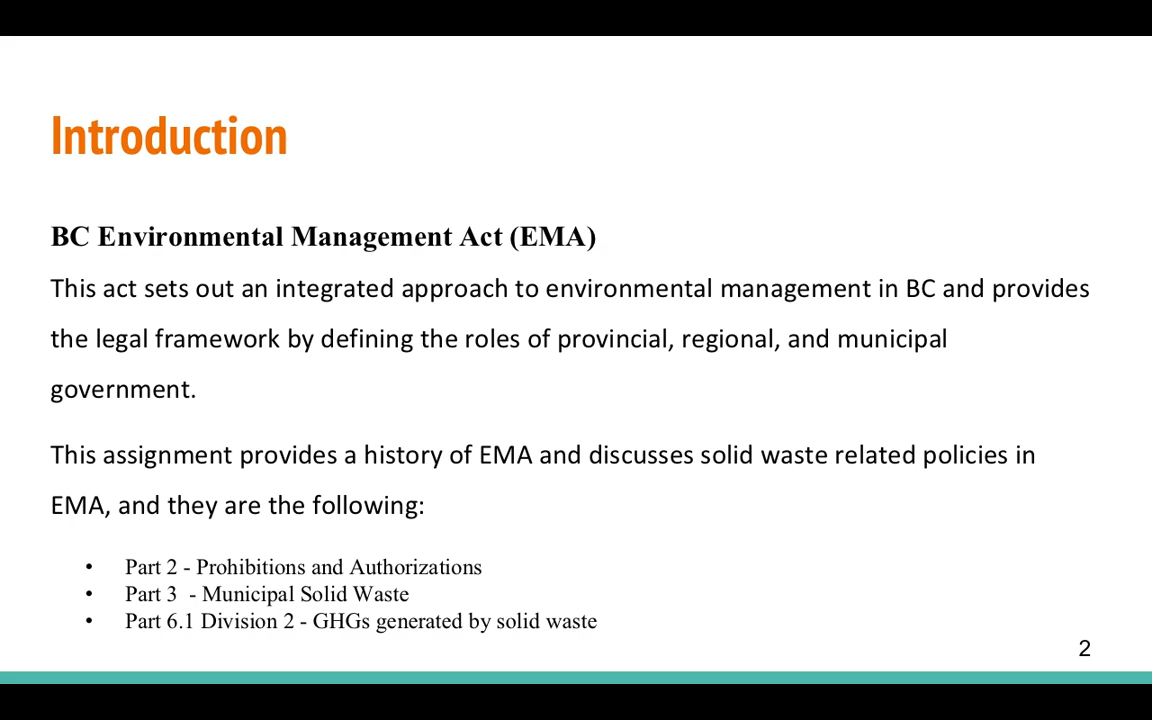 Introduction
BC Environmental Management Act (EMA)
This act sets out an integrated approach to environmental management in BC and provides
the legal framework by defining the roles of provincial, regional, and municipal
government.
This assignment provides a history of EMA and discusses solid waste related policies in
EMA, and they are the following:
• Part 2 - Prohibitions and Authorizations
• Part 3  - Municipal Solid Waste
• Part 6.1 Division 2 - GHGs generated by solid waste
2